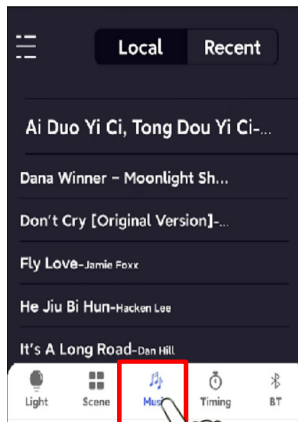 Local Recent
Ai Duo Yi Ci, Tong Dou Yi Ci-...
Dana Winner – Moonlight Sh...
Don't Cry [Original Version]-...
Fly Love-Jamie Foxx
He Jiu Bi Hun-Hacken Lee
It's A Long Road-Dan Hill
Light Scene Music Timing BT